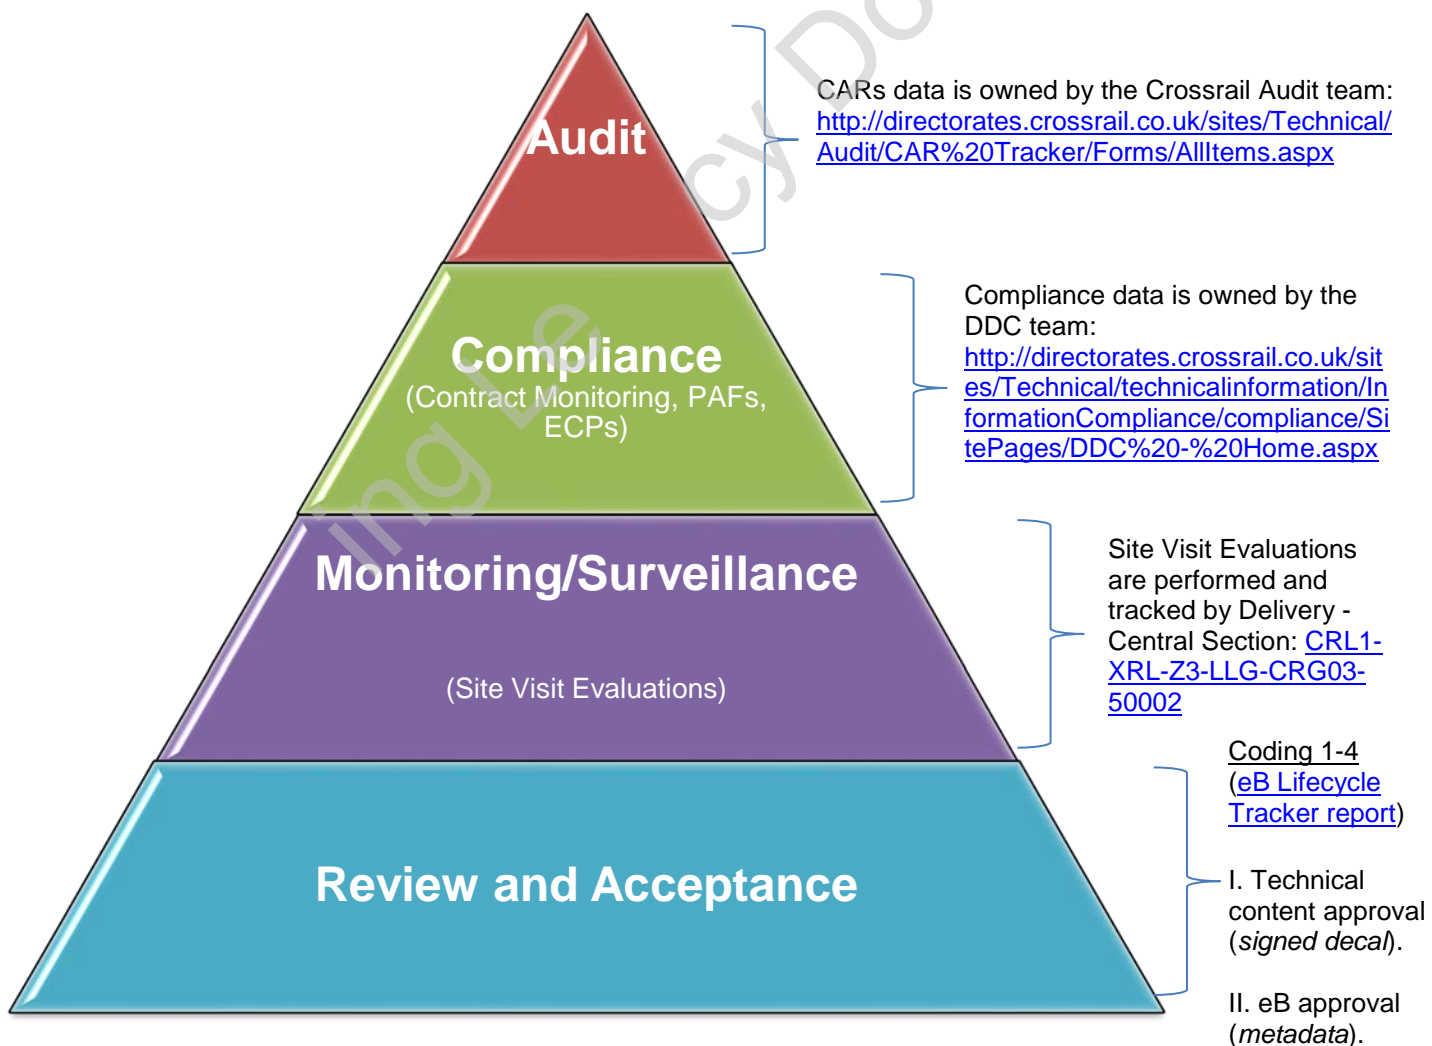 Audit
CARs data is owned by the Crossrail Audit team:
http://directorates.crossrail.co.uk/sites/Technical/
Audit/CAR%20Tracker/Forms/AllItems.aspx
Compliance
(Contract Monitoring, PAFs,
ECPs)
Compliance data is owned by the
DDC team:
http://directorates.crossrail.co.uk/sit
es/Technical/technicalinformation/In
formationCompliance/compliance/Si
tePages/DDC%20-%20Home.aspx
Monitoring/Surveillance
(Site Visit Evaluations)
Site Visit Evaluations
are performed and
tracked by Delivery -
Central Section: CRL1-
XRL-Z3-LLG-CRG03-
50002
Review and Acceptance
Coding 1-4
(eB Lifecycle
Tracker report)
I. Technical
content approval
(signed decal).
II. eB approval
(metadata).
ing Le
cy Do